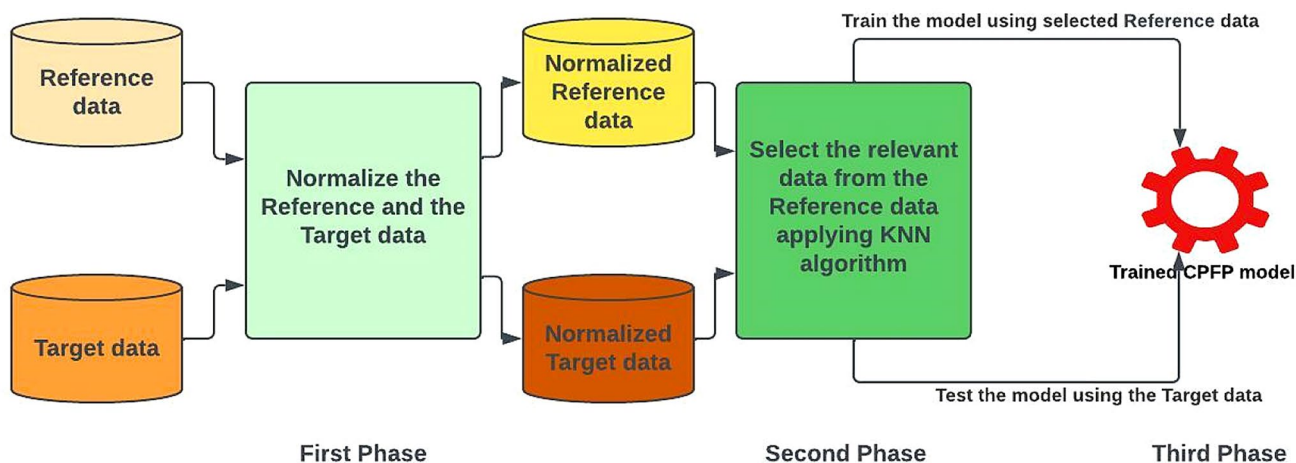 Train the model using selected Reference data
Reference
data
Normalized
Reference
data
Normalize the
Reference and the
Target data
Select the relevant
data from the
Reference data
applying KNN
algorithm
Trained CPFP model
Target data
Normalized
Target data
Test the model using the Target data
First Phase
Second Phase
Third Phase